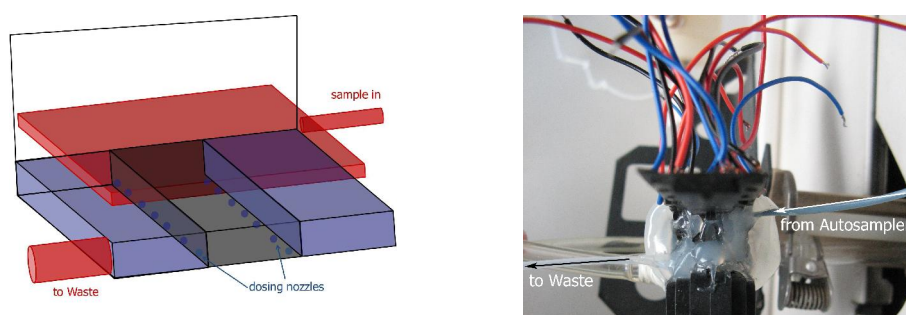 sample in
to Waste
dosing nozzles
from Autosample
to Waste